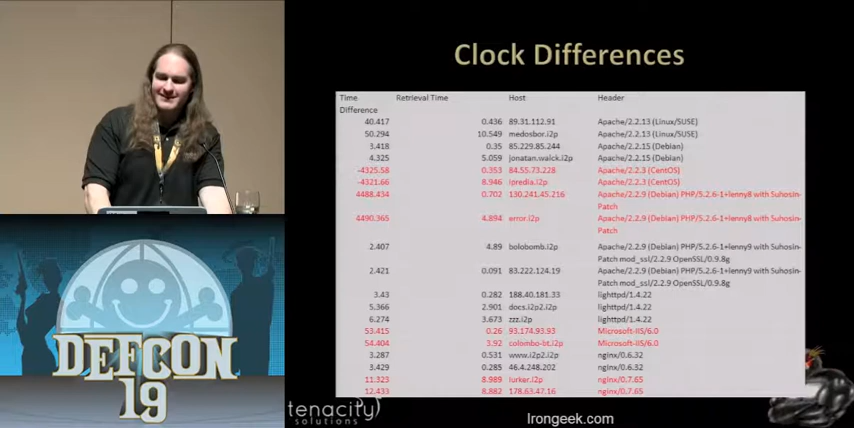 Clock Differences
Time Retrieval Time Host Header
Difference
40.417 0.436 89.31.112.91 Apache/2.2.13 (Linux/SUSE)
50.294 10.549 medosbor.i2p Apache/2.2.13 (Linux/SUSE)
3.418 0.35 85.229.85.244 Apache/2.2.15 (Debian)
4.325 5.059 jonatan.walck.i2p Apache/2.2.15 (Debian)
-4325.58 0.353 84.55.73.228 Apache/2.2.3 (CentOS)
-4321.66 8.946 ipredia.i2p Apache/2.2.3 (CentOS)
4488.434 0.702 130.241.45.216 Apache/2.2.9 (Debian) PHP/5.2.6-1+lenny8 with Suhosin-
Patch
4490.365 4.894 error.i2p Apache/2.2.9 (Debian) PHP/5.2.6-1+lenny8 with Suhosin-
Patch
2.407 4.89 bolobomb.i2p Apache/2.2.9 (Debian) PHP/5.2.6-1+lenny9 with Suhosin-
Patch mod_ssl/2.2.9 OpenSSL/0.9.8g
2.421 0.091 83.222.124.19 Apache/2.2.9 (Debian) PHP/5.2.6-1+lenny9 with Suhosin-
Patch mod_ssl/2.2.9 OpenSSL/0.9.8g
3.43 0.282 188.40.181.33 lighttpd/1.4.22
5.366 2.901 docs.i2p2.i2p lighttpd/1.4.22
6.274 3.673 zzz.i2p lighttpd/1.4.22
53.415 0.26 93.174.93.93 Microsoft-IIS/6.0
54.404 3.92 colombo-bt.i2p Microsoft-IIS/6.0
3.287 0.531 www.i2p2.i2p nginx/0.6.32
3.429 0.285 46.4.248.202 nginx/0.6.32
11.323 8.989 lurker.i2p nginx/0.7.65
12.433 8.882 178.63.47.16 nginx/0.7.65
DEFCON
19
tenacity
solutions
Irongeek.com